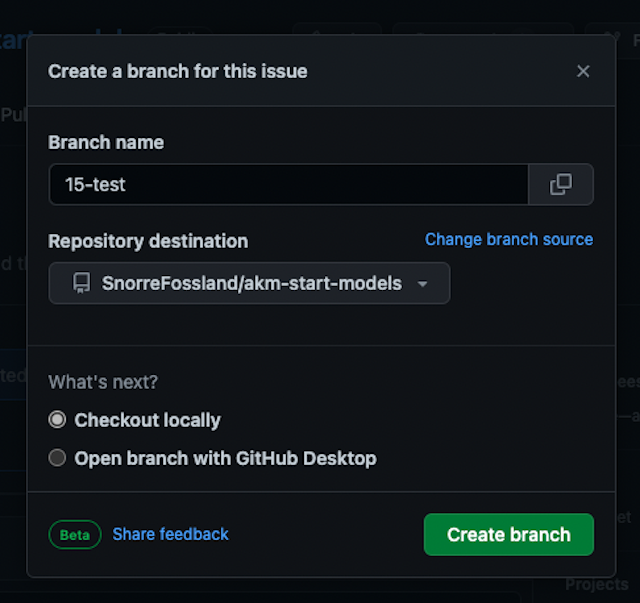 Create a branch for this issue
Branch name
15-test
Repository destination
Change branch source
SnorreFossland/akm-start-models
What's next?
Checkout locally
Open branch with GitHub Desktop
Beta
Share feedback
Create branch
Projects